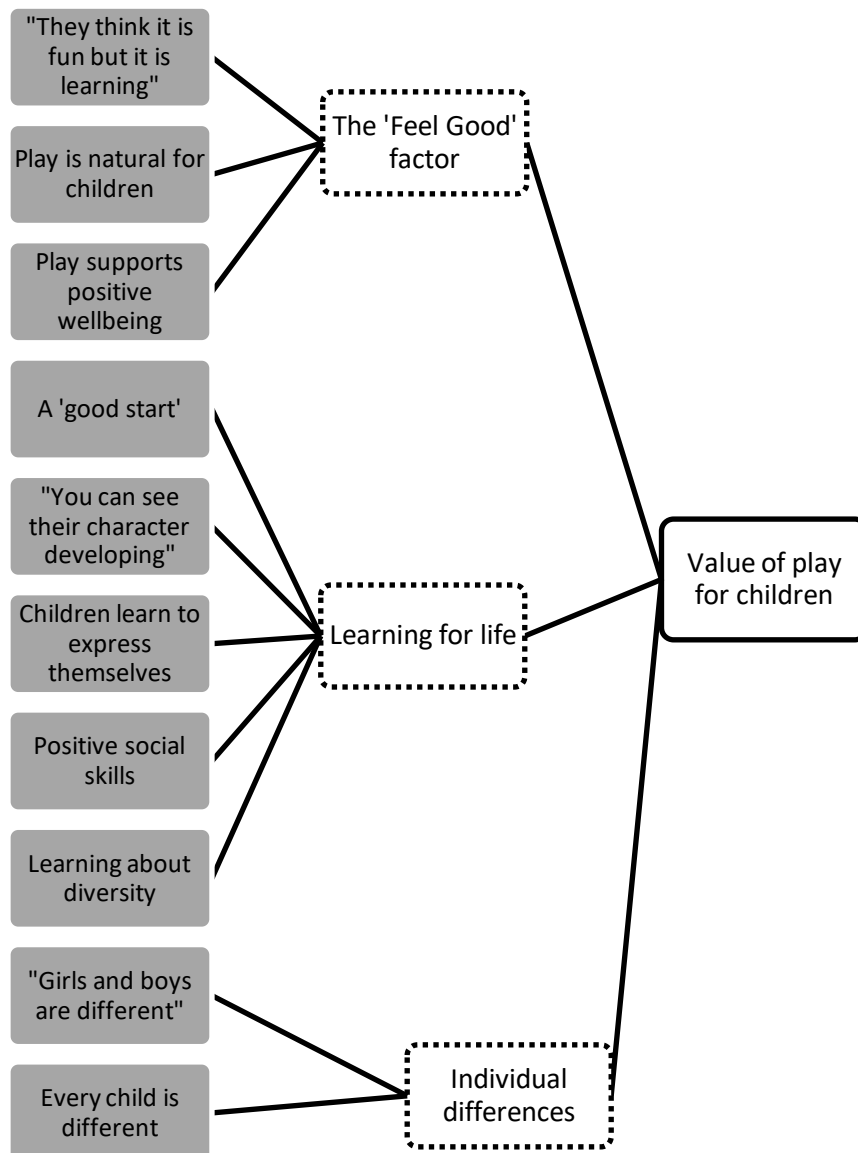 "They think it is
fun but it is
learning"
Play is natural for
children
Play supports
positive
wellbeing
A 'good start'
"You can see
their character
developing"
Children learn to
express
themselves
Positive social
skills
Learning about
diversity
"Girls and boys
are different"
Every child is
different
The 'Feel Good'
factor
Learning for life
Individual
differences
Value of play
for children